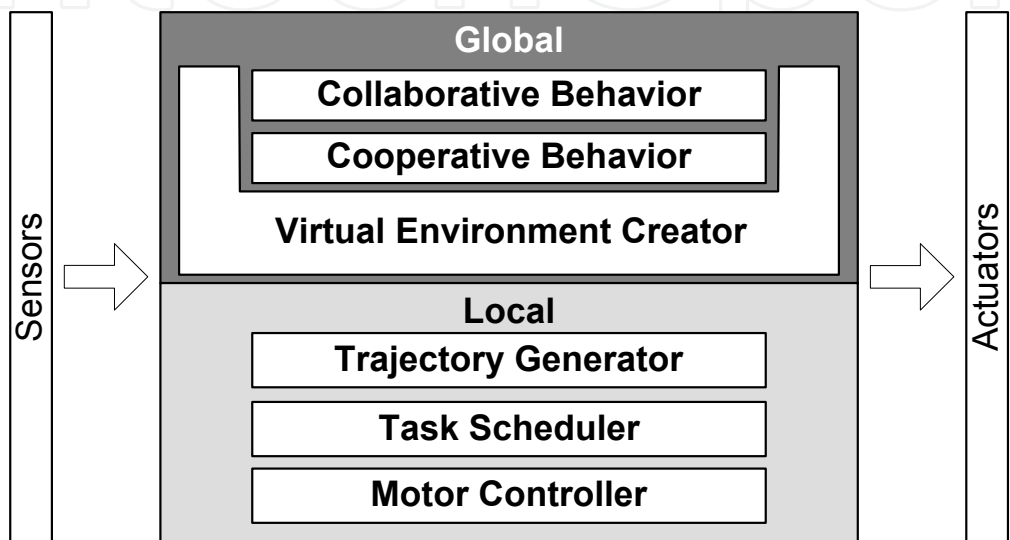 Sensors
Global
Collaborative Behavior
Cooperative Behavior
Virtual Environment Creator
Local
Trajectory Generator
Task Scheduler
Motor Controller
Actuators